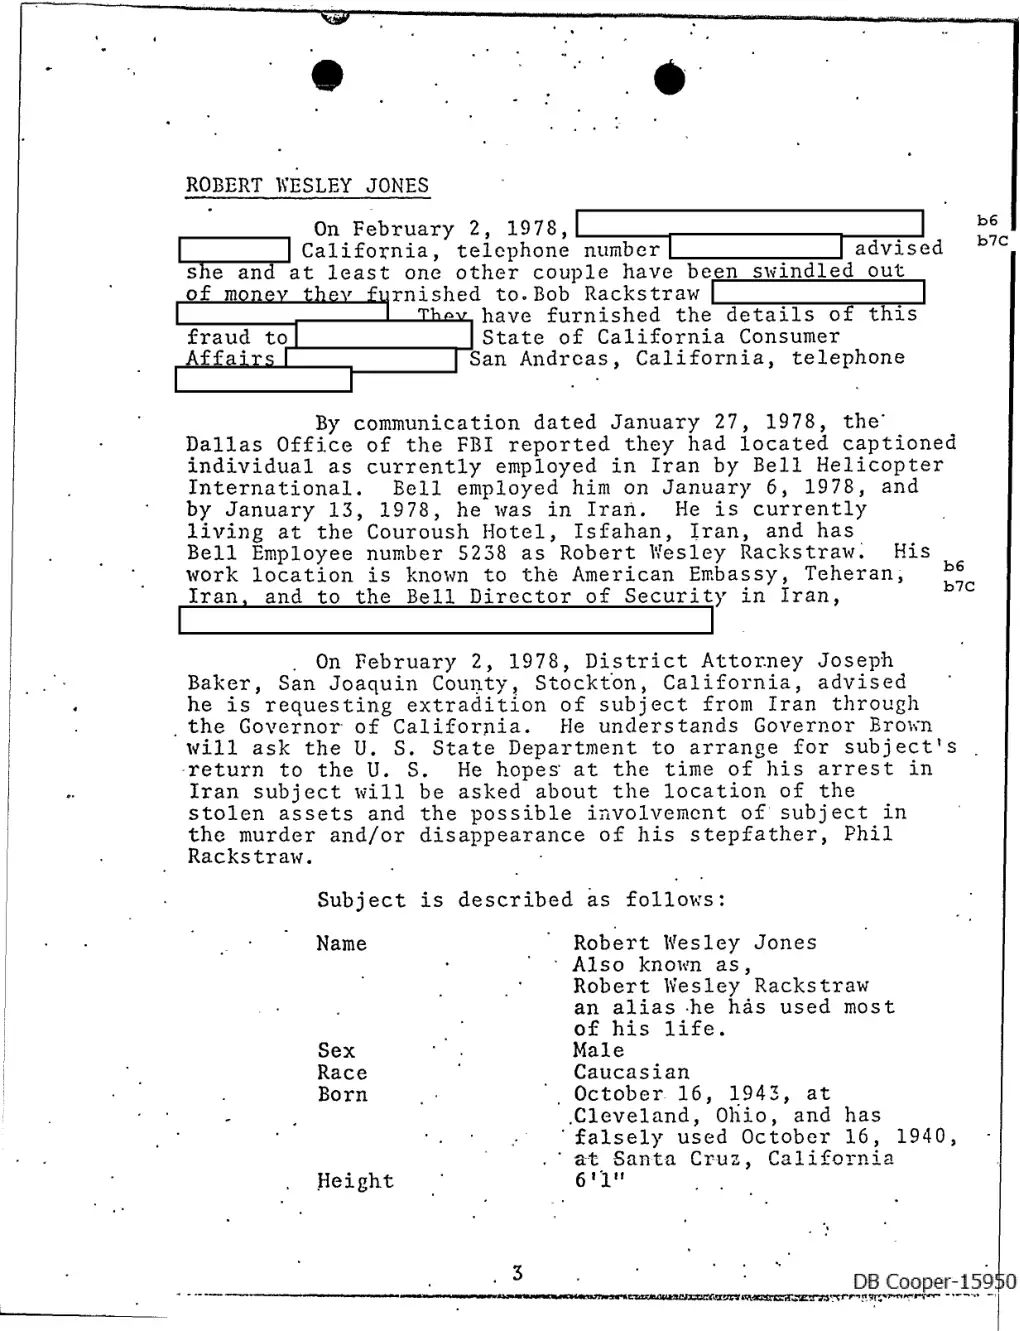 ROBERT WESLEY JONES
On February 2, 1978,
b6
b7C
California, telephone number advised
she and at least one other couple have been swindled out
of money they furnished to Bob Rackstraw
They have furnished the details of this
fraud to State of California Consumer
Affairs San Andreas, California, telephone
By communication dated January 27, 1978, the
Dallas Office of the FBI reported they had located captioned
individual as currently employed in Iran by Bell Helicopter
International. Bell employed him on January 6, 1978, and
by January 13, 1978, he was in Iran. He is currently
living at the Couroush Hotel, Isfahan, Iran, and has
Bell Employee number 5238 as Robert Wesley Rackstraw. His
work location is known to the American Embassy, Teheran,
b6
b7C
Iran, and to the Bell Director of Security in Iran,
On February 2, 1978, District Attorney Joseph
Baker, San Joaquin County, Stockton, California, advised
he is requesting extradition of subject from Iran through
the Governor of California. He understands Governor Brown
will ask the U. S. State Department to arrange for subject's
return to the U. S. He hopes at the time of his arrest in
Iran subject will be asked about the location of the
stolen assets and the possible involvement of subject in
the murder and/or disappearance of his stepfather, Phil
Rackstraw.
Subject is described as follows:
Name Robert Wesley Jones
Also known as,
Robert Wesley Rackstraw
an alias he has used most
of his life.
Sex Male
Race Caucasian
Born October 16, 1943, at
Cleveland, Ohio, and has
falsely used October 16, 1940,
at Santa Cruz, California
Height 6'1"
3
DB Cooper-15950